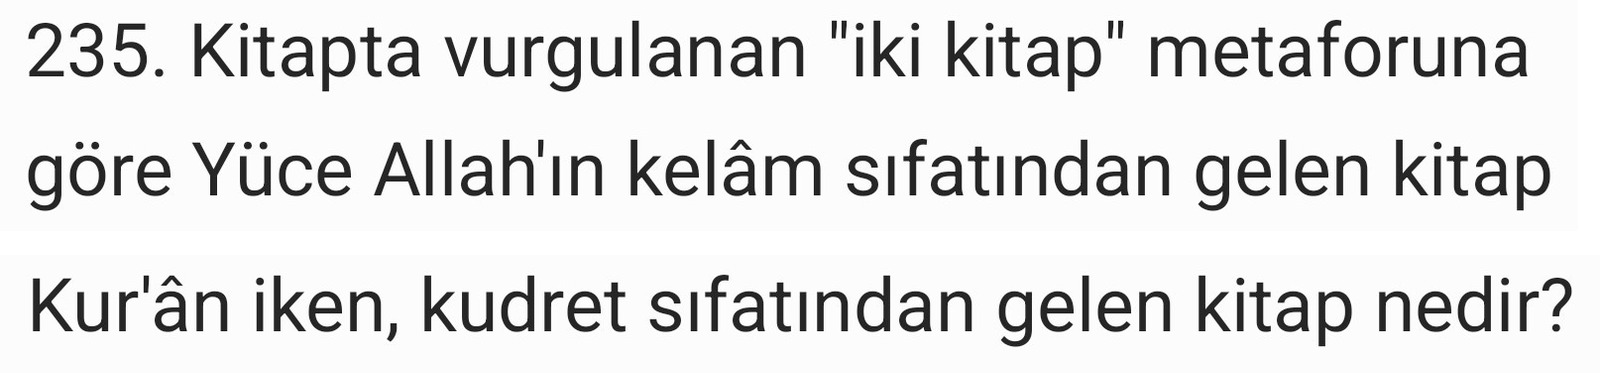 235. Kitapta vurgulanan "iki kitap" metaforuna
göre Yüce Allah'ın kelâm sıfatından gelen kitap
Kur'ân iken, kudret sıfatından gelen kitap nedir?